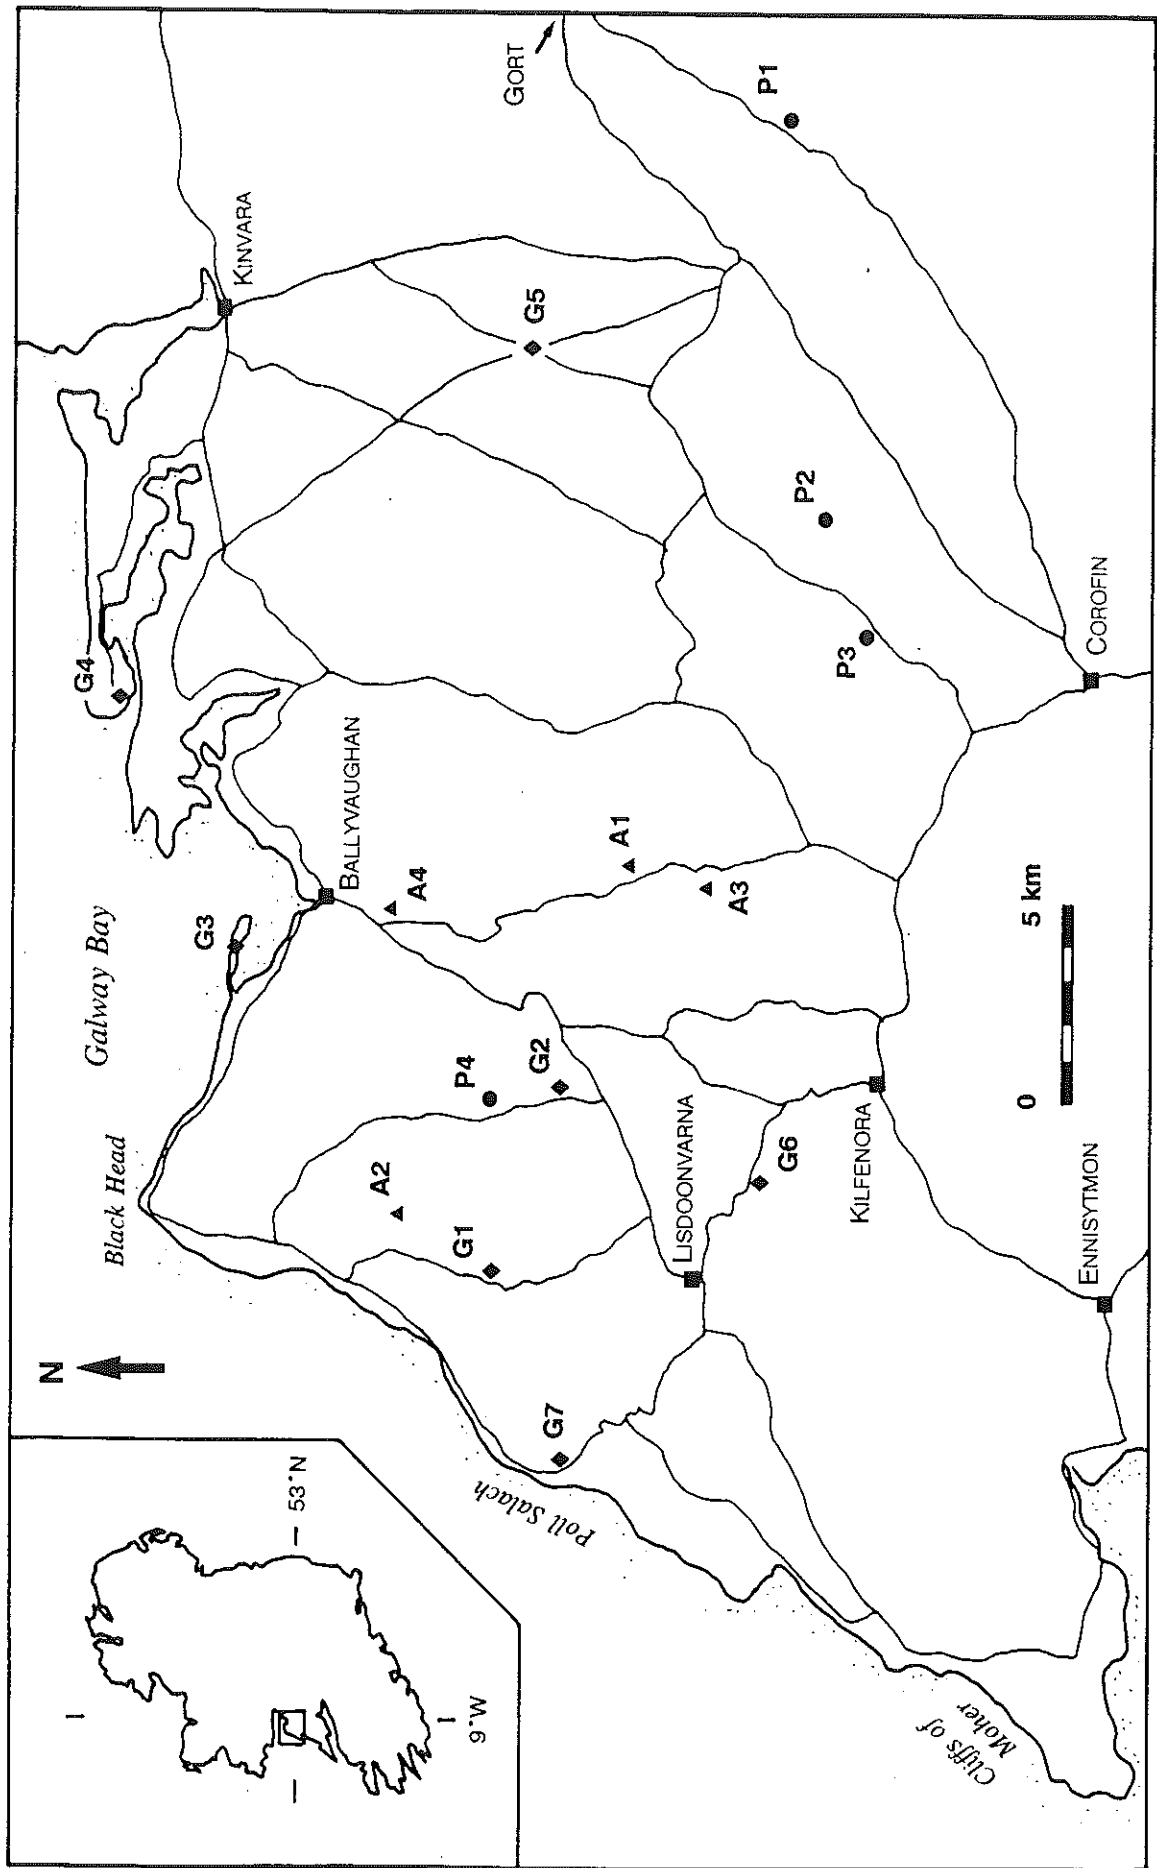 53°N
9°W
N
Cliffs of
Moher
Poll Salach
Black Head
Galway Bay
G7
G1
A2
P4
G2
G3
LISDOONVARNA
G6
KILFENORA
ENNISYTMON
0 5 km
BALLYVAUGHAN
A4
A1
A3
G4
P3
P2
COROFIN
KINVARA
G5
GORT
P1